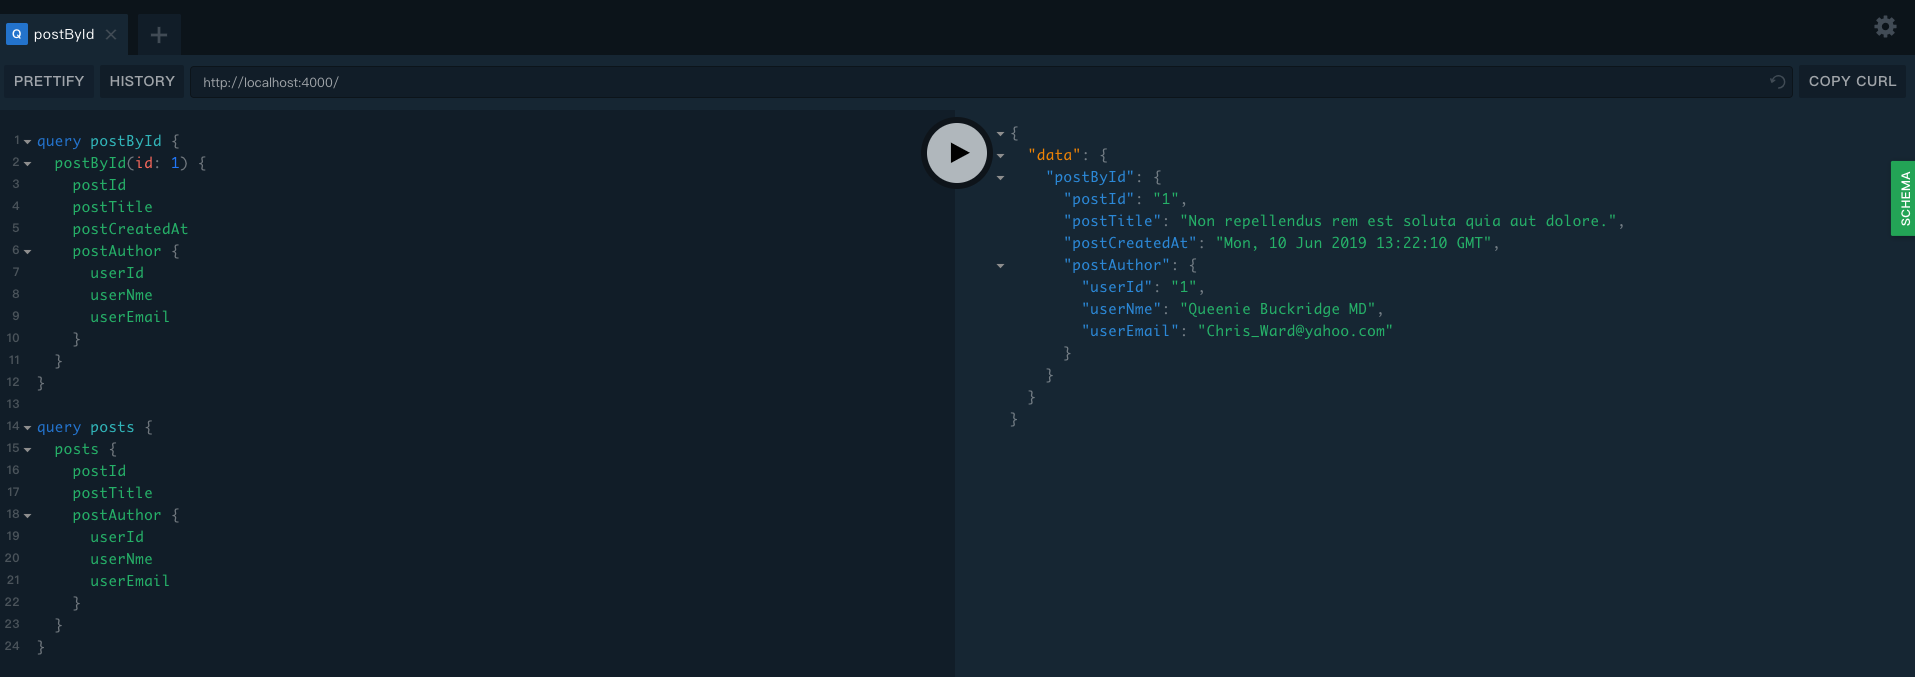 Q postById ×
PRETTIFY HISTORY http://localhost:4000/ COPY CURL
1 query postById {
2 postById(id: 1) {
3 postId
4 postTitle
5 postCreatedAt
6 postAuthor {
7 userId
8 userNme
9 userEmail
10 }
11 }
12 }
13
14 query posts {
15 posts {
16 postId
17 postTitle
18 postAuthor {
19 userId
20 userNme
21 userEmail
22 }
23 }
24 }
{
"data": {
"postById": {
"postId": "1",
"postTitle": "Non repellendus rem est soluta quia aut dolore.",
"postCreatedAt": "Mon, 10 Jun 2019 13:22:10 GMT",
"postAuthor": {
"userId": "1",
"userNme": "Queenie Buckridge MD",
"userEmail": "Chris_Ward@yahoo.com"
}
}
}
}
SCHEMA